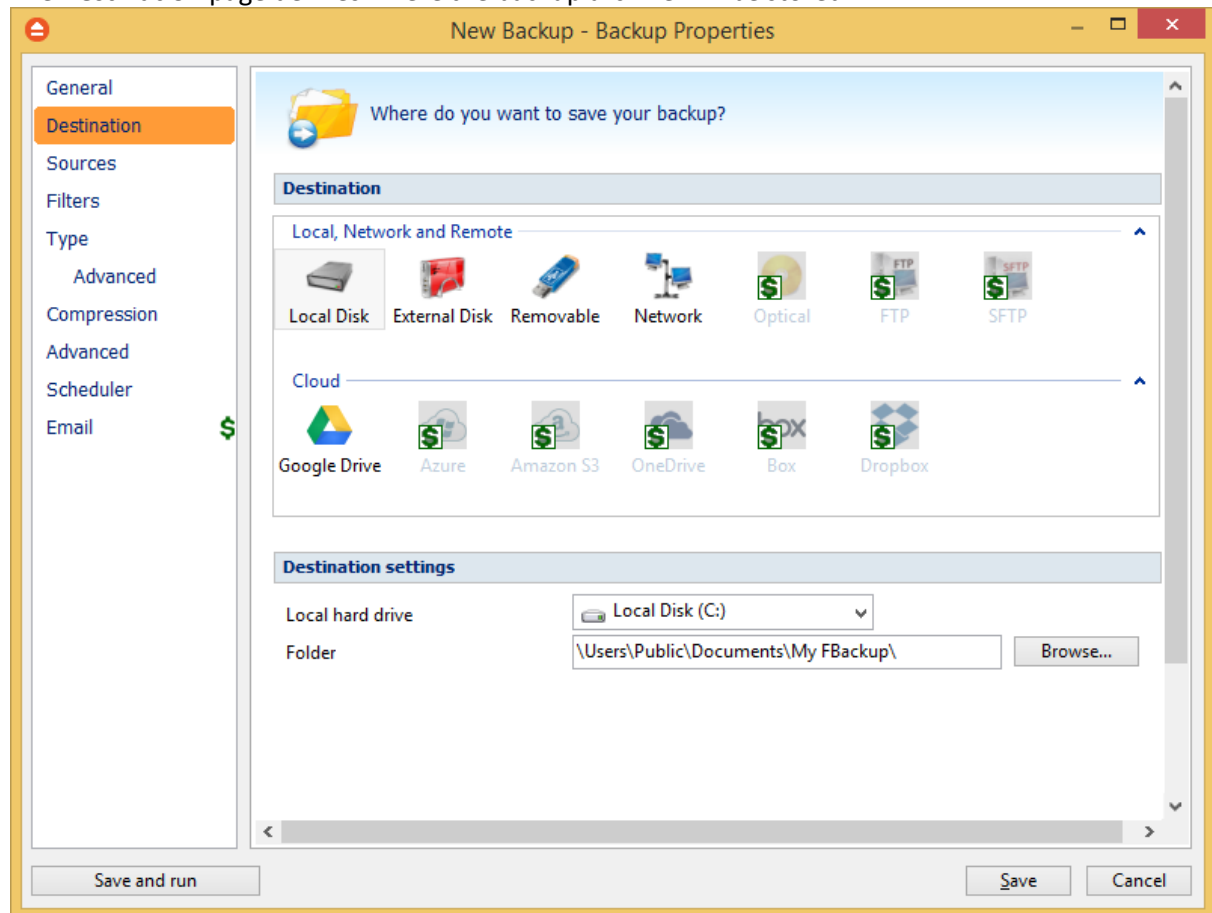 New Backup - Backup Properties
General
Destination
Sources
Filters
Type
Advanced
Compression
Advanced
Scheduler
Email $
Where do you want to save your backup?
Destination
Local, Network and Remote
$ FTP $ SFTP $
Local Disk External Disk Removable Network Optical FTP SFTP
Cloud
$ $ a $ box $ $
Google Drive Azure Amazon S3 OneDrive Box Dropbox
Destination settings
Local hard drive Local Disk (C:)
Folder \Users\Public\Documents\My FBackup\ Browse...
Save and run Save Cancel